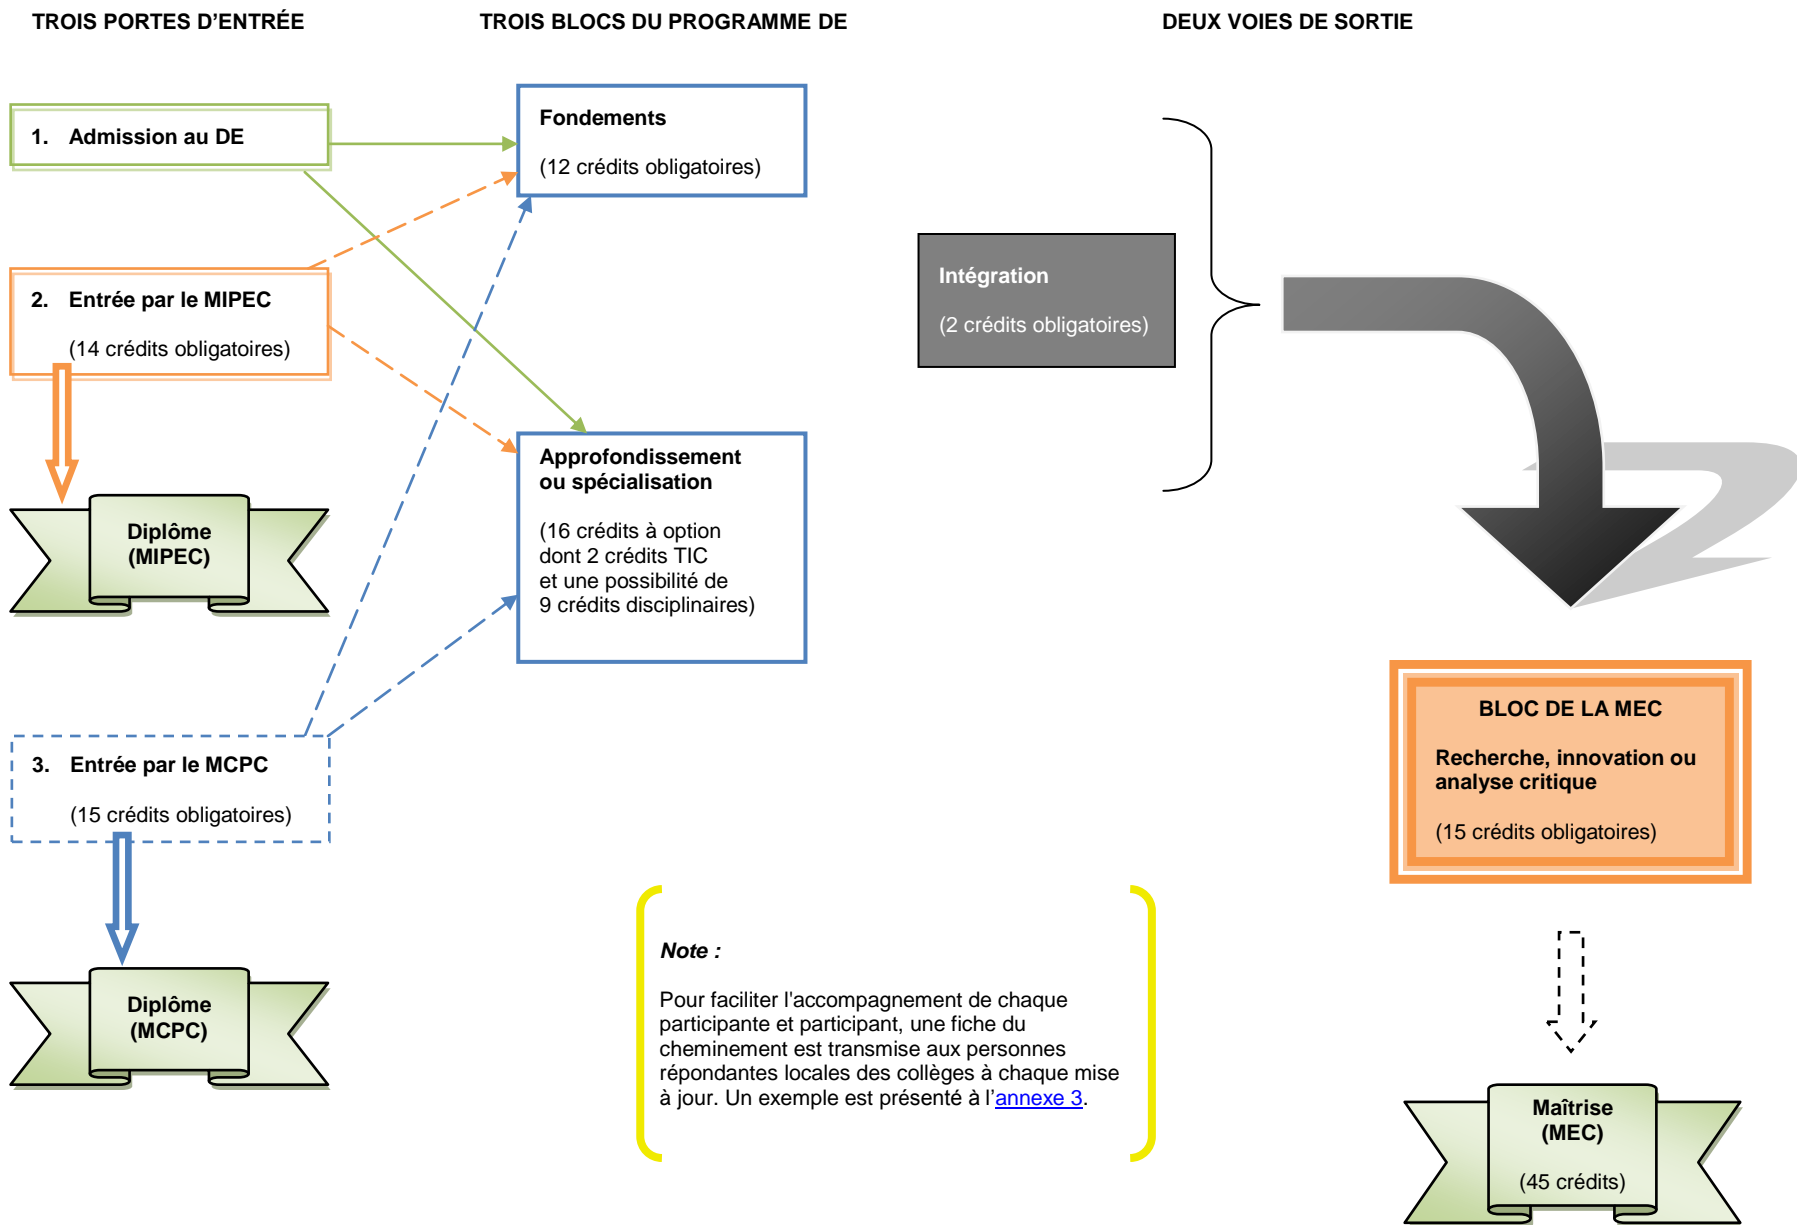 TROIS PORTES D'ENTRÉE
TROIS BLOCS DU PROGRAMME DE
DEUX VOIES DE SORTIE
1. Admission au DE
2. Entrée par le MIPEC
(14 crédits obligatoires)
Diplôme
(MIPEC)
3. Entrée par le MCPC
(15 crédits obligatoires)
Diplôme
(MCPC)
Fondements
(12 crédits obligatoires)
Approfondissement
ou spécialisation
(16 crédits à option
dont 2 crédits TIC
et une possibilité de
9 crédits disciplinaires)
Intégration
(2 crédits obligatoires)
Note :
Pour faciliter l'accompagnement de chaque
participante et participant, une fiche du
cheminement est transmise aux personnes
répondantes locales des collèges à chaque mise
à jour. Un exemple est présenté à l'annexe 3.
BLOC DE LA MEC
Recherche, innovation ou
analyse critique
(15 crédits obligatoires)
Maîtrise
(MEC)
(45 crédits)